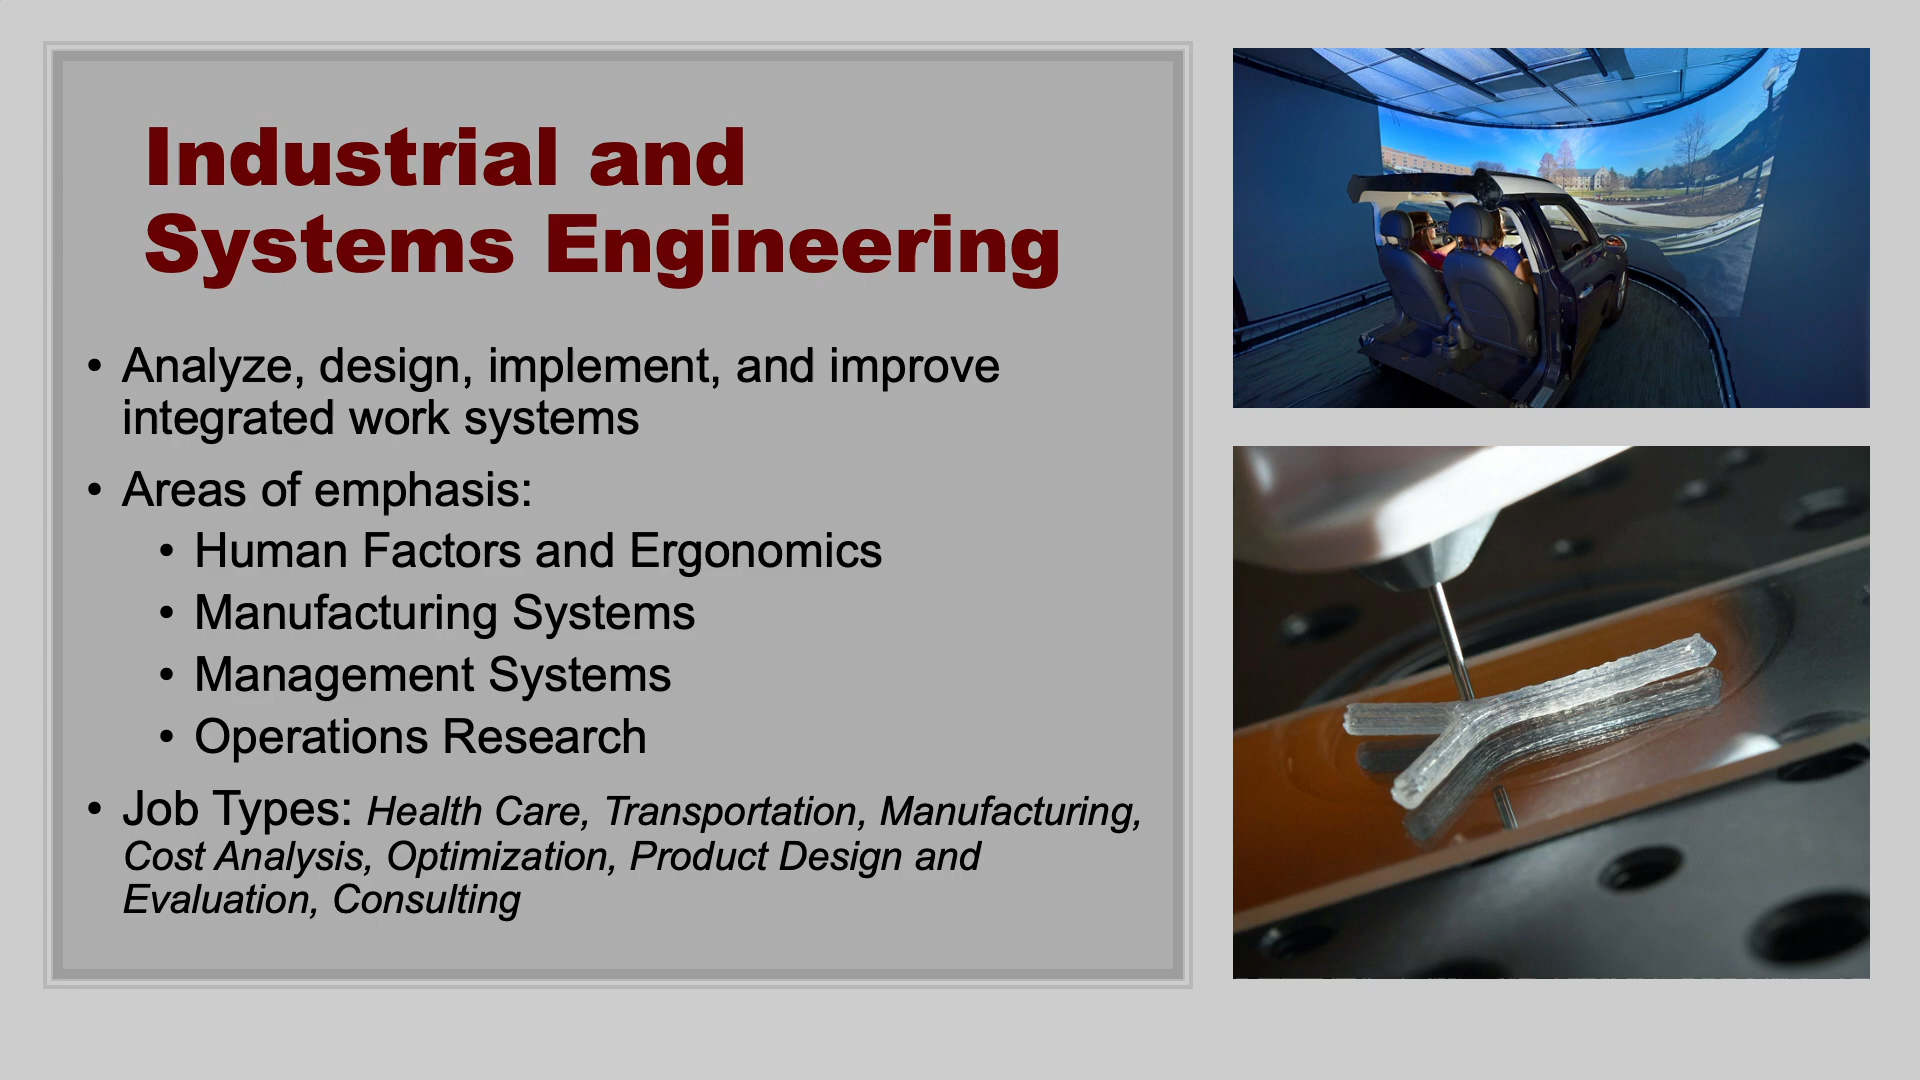 Industrial and
Systems Engineering
• Analyze, design, implement, and improve
integrated work systems
• Areas of emphasis:
• Human Factors and Ergonomics
• Manufacturing Systems
• Management Systems
• Operations Research
• Job Types: Health Care, Transportation, Manufacturing,
Cost Analysis, Optimization, Product Design and
Evaluation, Consulting